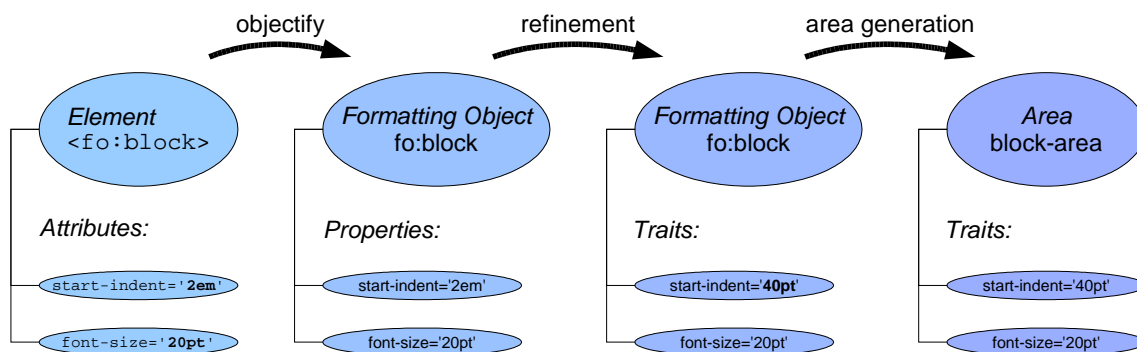 objectify
refinement
area generation
Element
<fo:block>
Formatting Object
fo:block
Formatting Object
fo:block
Area
block-area
Attributes:
Properties:
Traits:
Traits:
start-indent='2em'
start-indent='2em'
start-indent='40pt'
start-indent='40pt'
font-size='20pt'
font-size='20pt'
font-size='20pt'
font-size='20pt'